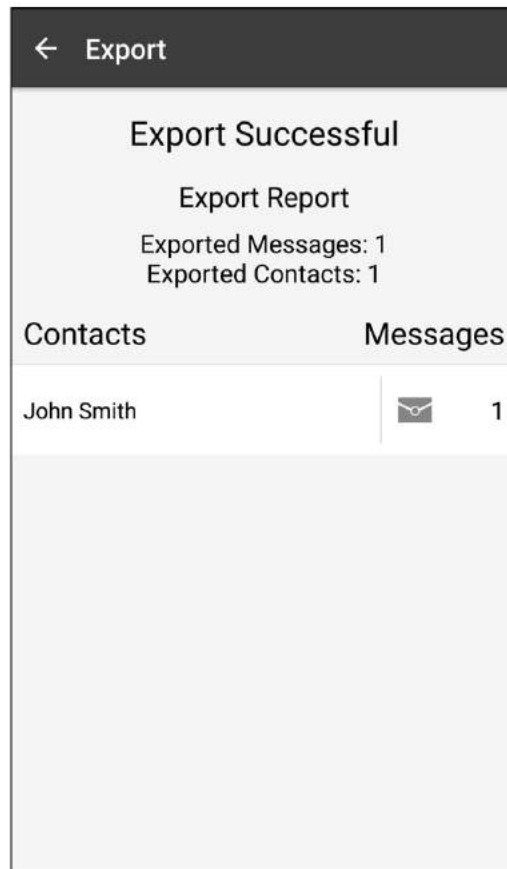 Export
Export Successful
Export Report
Exported Messages: 1
Exported Contacts: 1
Contacts Messages
John Smith 1